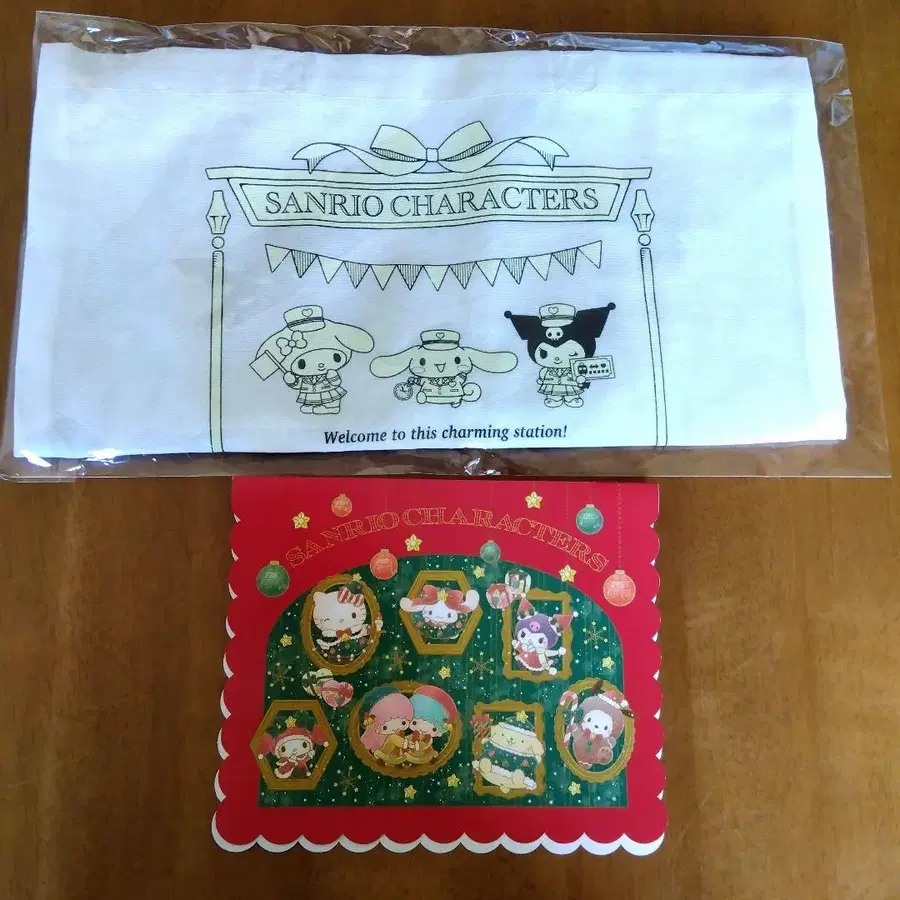 SANRIO CHARACTERS
Welcome to this charming station!
SANRIO CHARACTERS